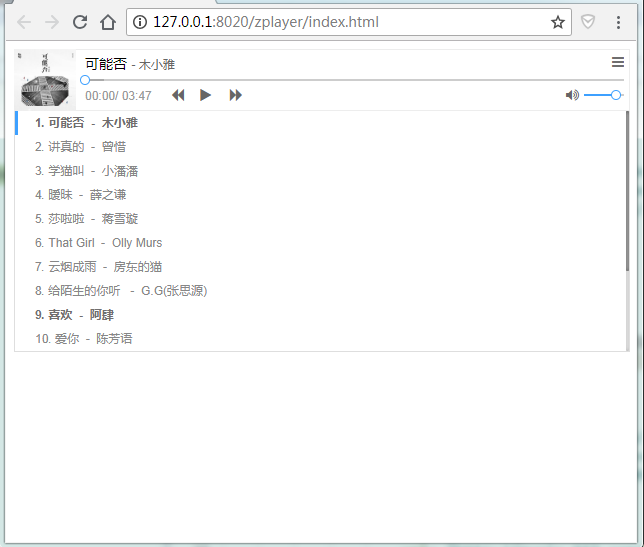 127.0.0.1:8020/zplayer/index.html
可能否 - 木小雅
00:00/ 03:47
1. 可能否 - 木小雅
2. 讲真的 - 曾惜
3. 学猫叫 - 小潘潘
4. 暧昧 - 薛之谦
5. 莎啦啦 - 蒋雪璇
6. That Girl - Olly Murs
7. 云烟成雨 - 房东的猫
8. 给陌生的你听 - G.G(张思源)
9. 喜欢 - 阿肆
10. 爱你 - 陈芳语